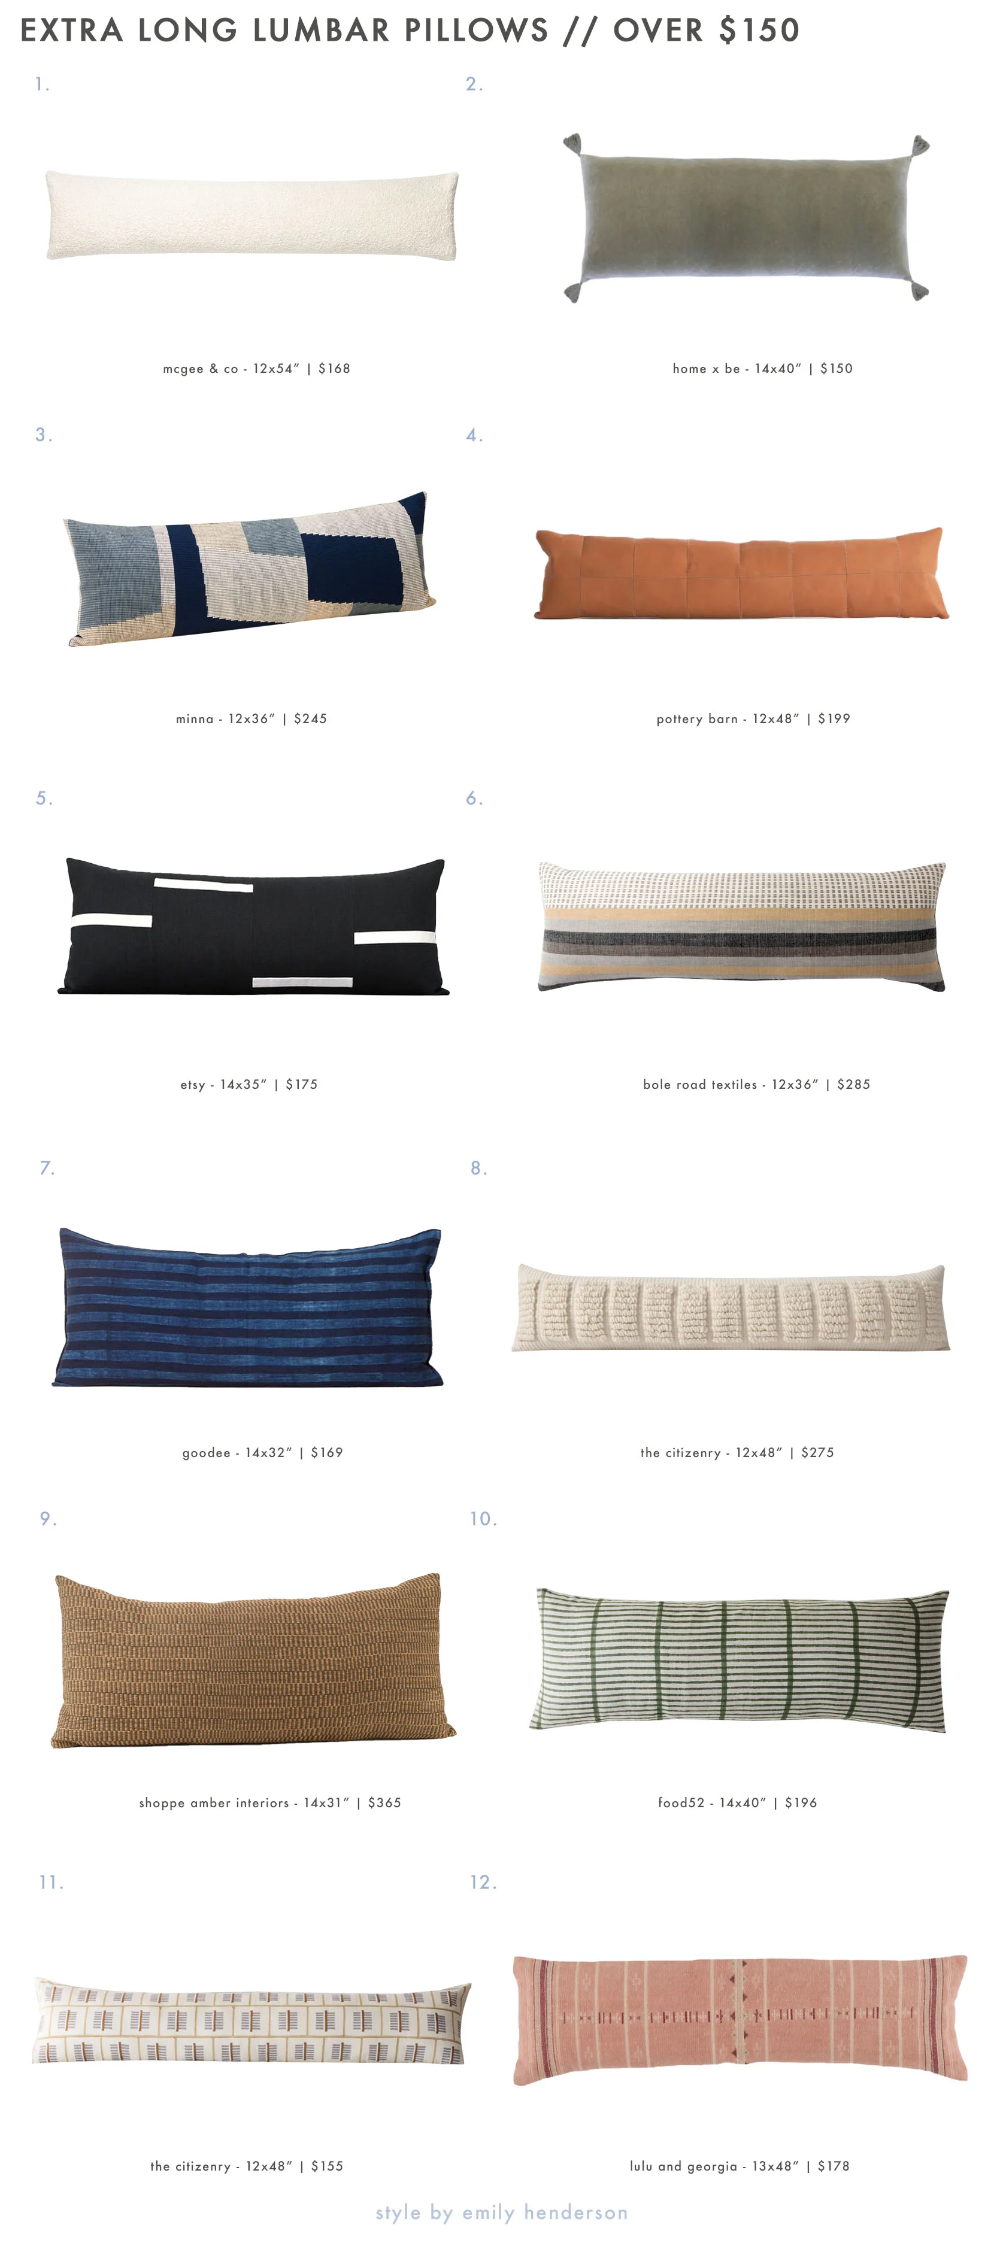 EXTRA LONG LUMBAR PILLOWS // OVER $150
1.
2.
mcgee & co - 12x54” | $168
home x be - 14x40” | $150
3.
4.
minna - 12x36” | $245
pottery barn - 12x48” | $199
5.
6.
etsy - 14x35” | $175
bole road textiles - 12x36” | $285
7.
8.
goodee - 14x32” | $169
the citizenry - 12x48” | $275
9.
10.
shoppe amber interiors - 14x31” | $365
food52 - 14x40” | $196
11.
12.
the citizenry - 12x48” | $155
lulu and georgia - 13x48” | $178
style by emily henderson